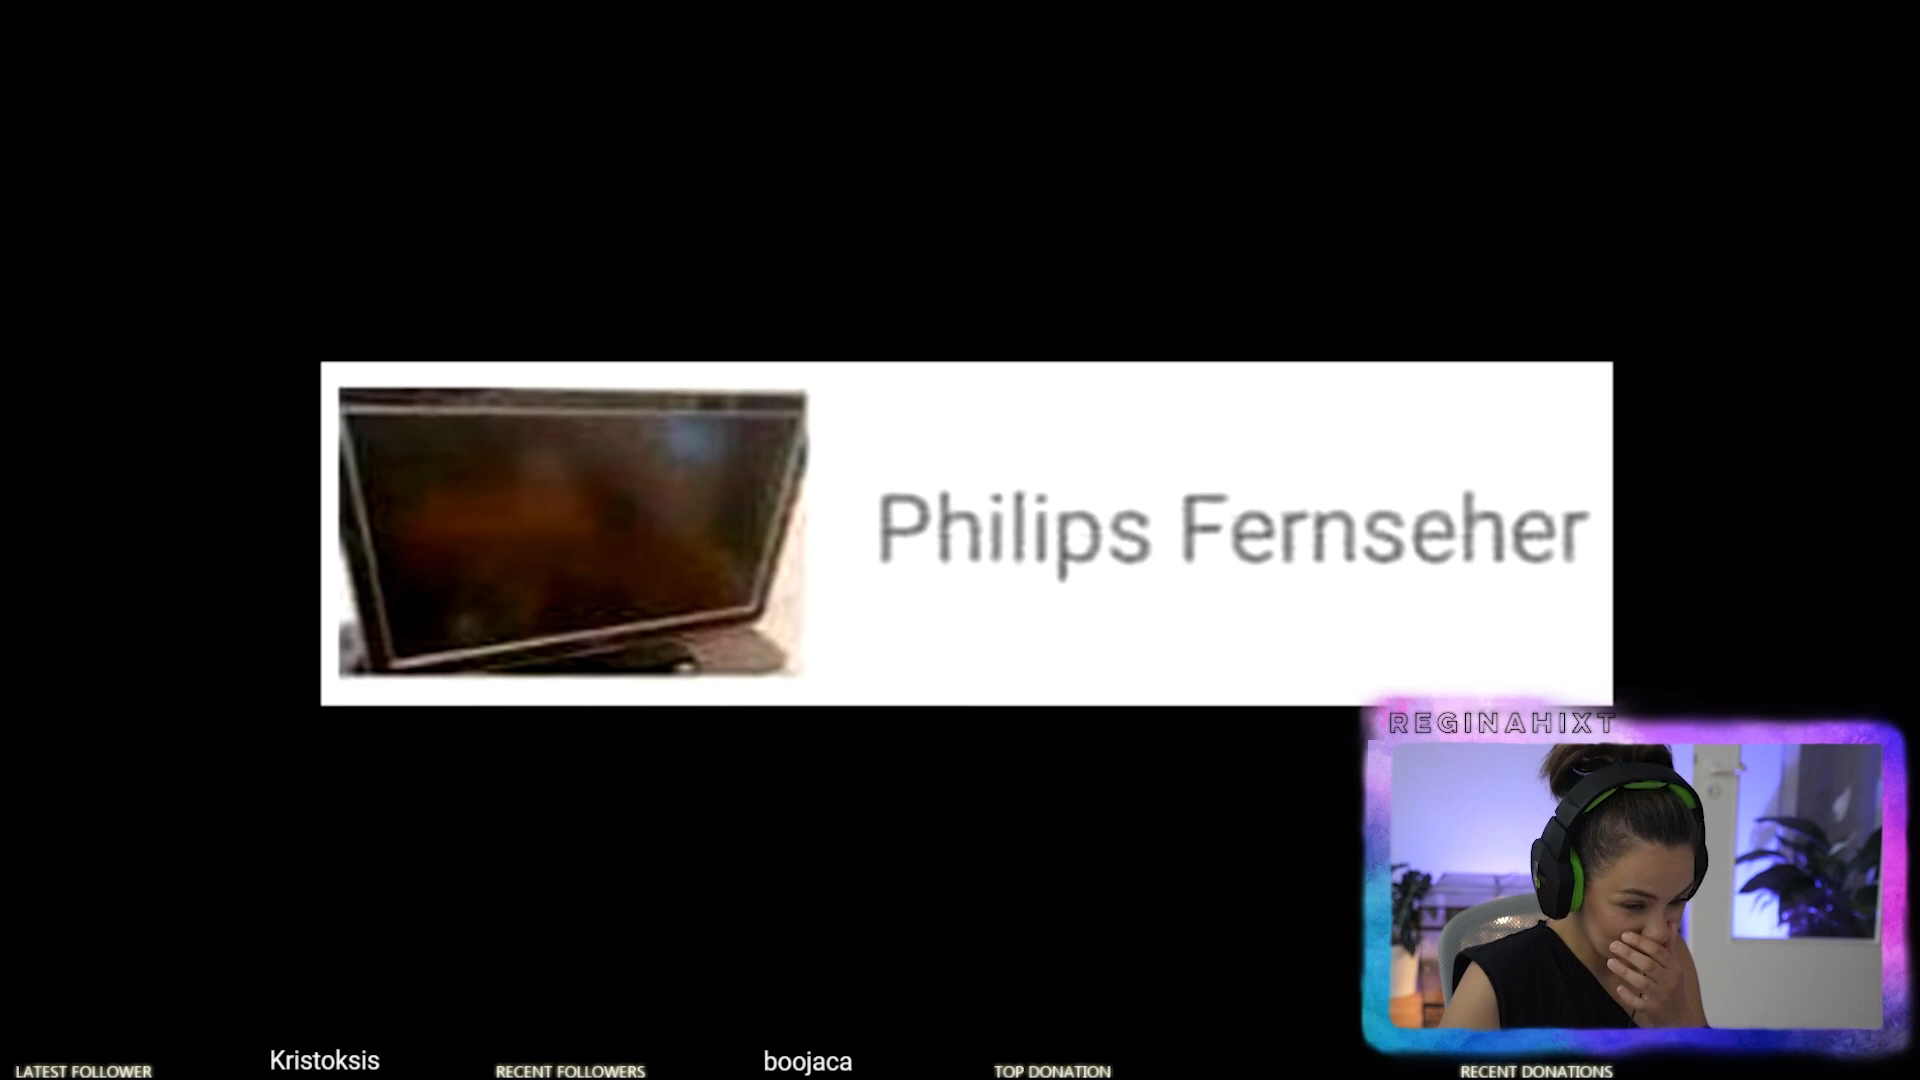 Philips Fernseher
REGINAHIXT
LATEST FOLLOWER
Kristoksis
RECENT FOLLOWERS
boojaca
TOP DONATION
RECENT DONATIONS